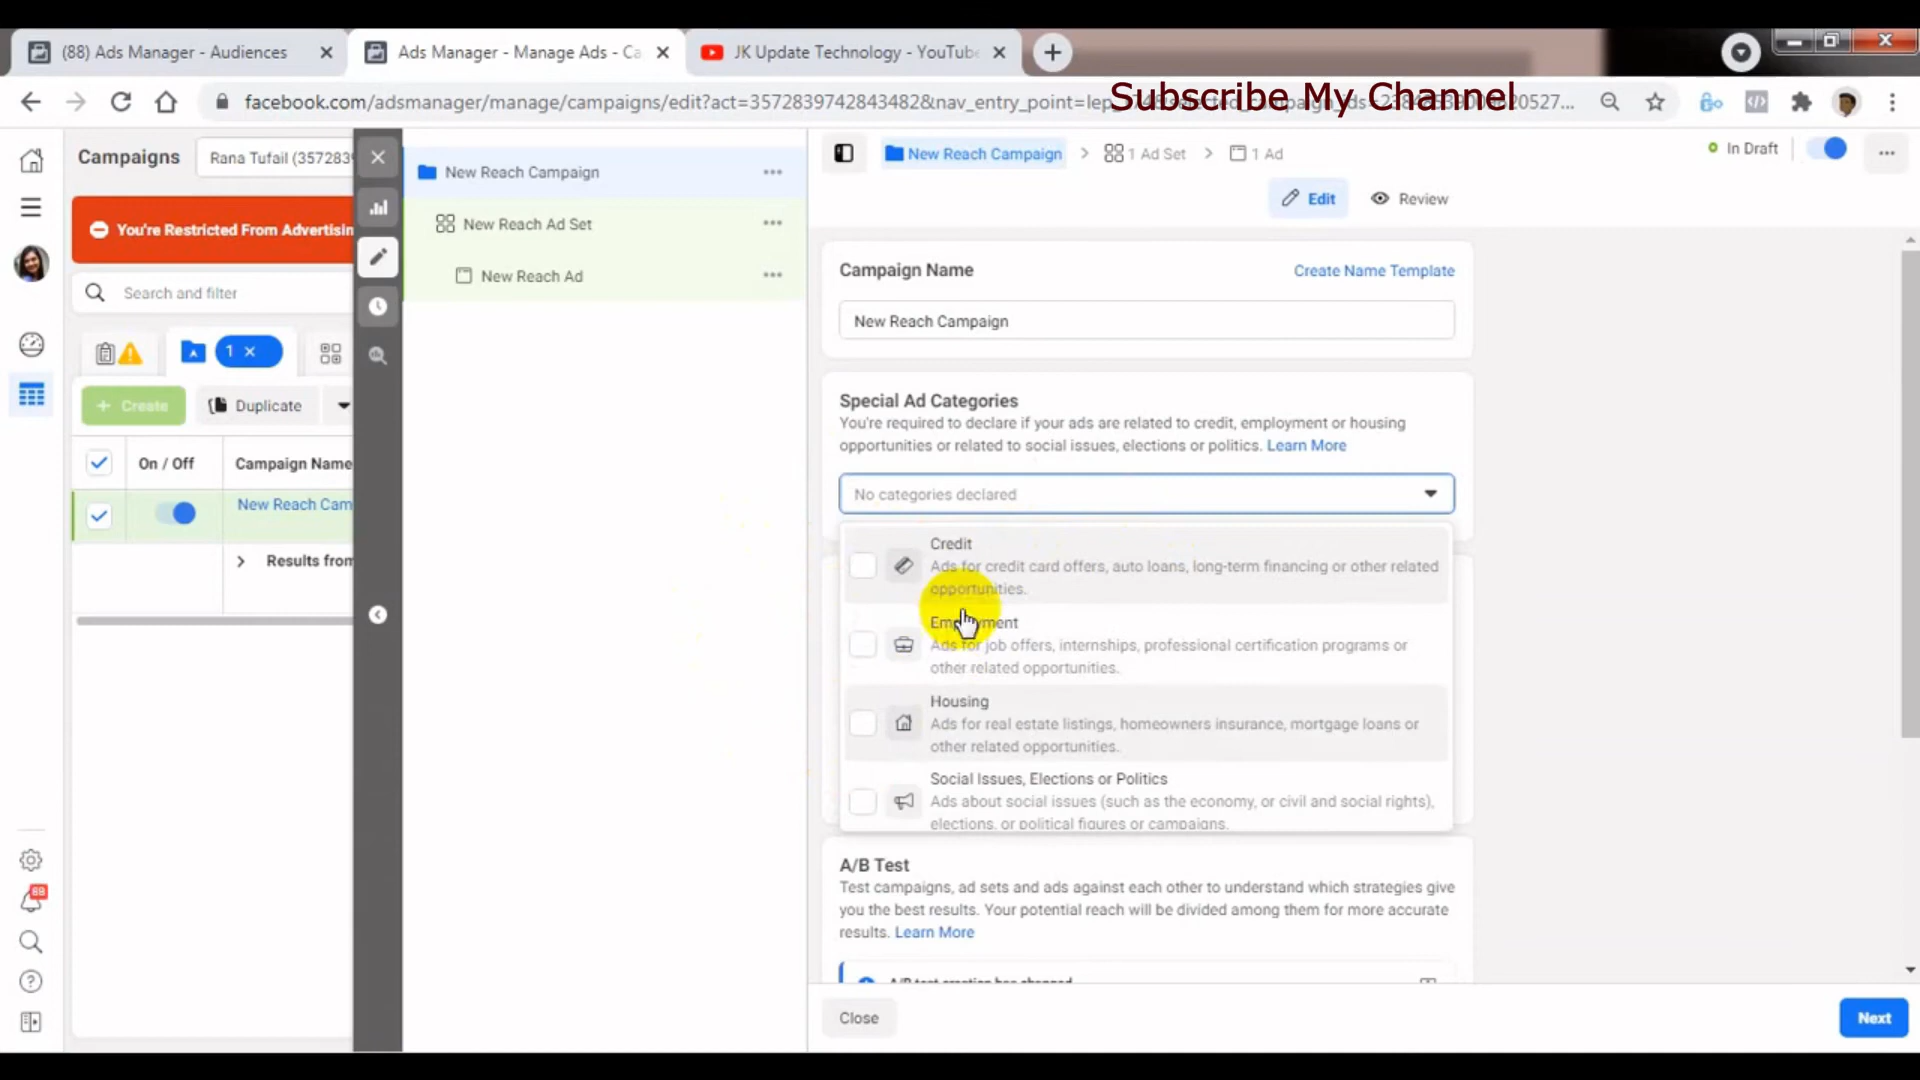 (88) Ads Manager - Audiences
Ads Manager - Manage Ads - Ca
JK Update Technology - YouTube
Subscribe My Channel
facebook.com/adsmanager/manage/campaigns/edit?act=3572839742843482&nav_entry_point=lep
Campaigns
Rana Tufail (3572839
New Reach Campaign
New Reach Campaign
1 Ad Set
1 Ad
In Draft
Edit
Review
You're Restricted From Advertisin
New Reach Ad Set
New Reach Ad
Search and filter
Campaign Name
Create Name Template
New Reach Campaign
1
Create
Duplicate
On / Off
Campaign Name
New Reach Cam
Results from
Special Ad Categories
You're required to declare if your ads are related to credit, employment or housing
opportunities or related to social issues, elections or politics. Learn More
No categories declared
Credit
Ads for credit card offers, auto loans, long-term financing or other related
opportunities.
Employment
Ads for job offers, internships, professional certification programs or
other related opportunities.
Housing
Ads for real estate listings, homeowners insurance, mortgage loans or
other related opportunities.
Social Issues, Elections or Politics
Ads about social issues (such as the economy, or civil and social rights),
elections, or political figures or campaigns.
A/B Test
Test campaigns, ad sets and ads against each other to understand which strategies give
you the best results. Your potential reach will be divided among them for more accurate
results. Learn More
A/B test creation has changed
88
Close
Next